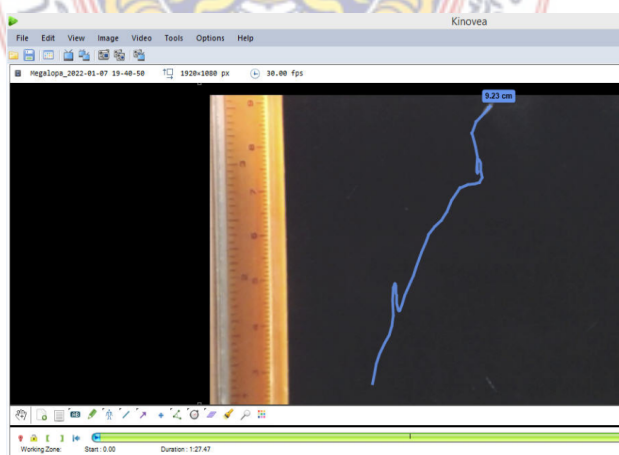 Kinovea
File Edit View Image Video Tools Options Help
Megalopa_2022-01-07 19-40-50 1920×1080 px 30.00 fps
9.23 cm
Working Zone: Start : 0.00 Duration : 1:27.47